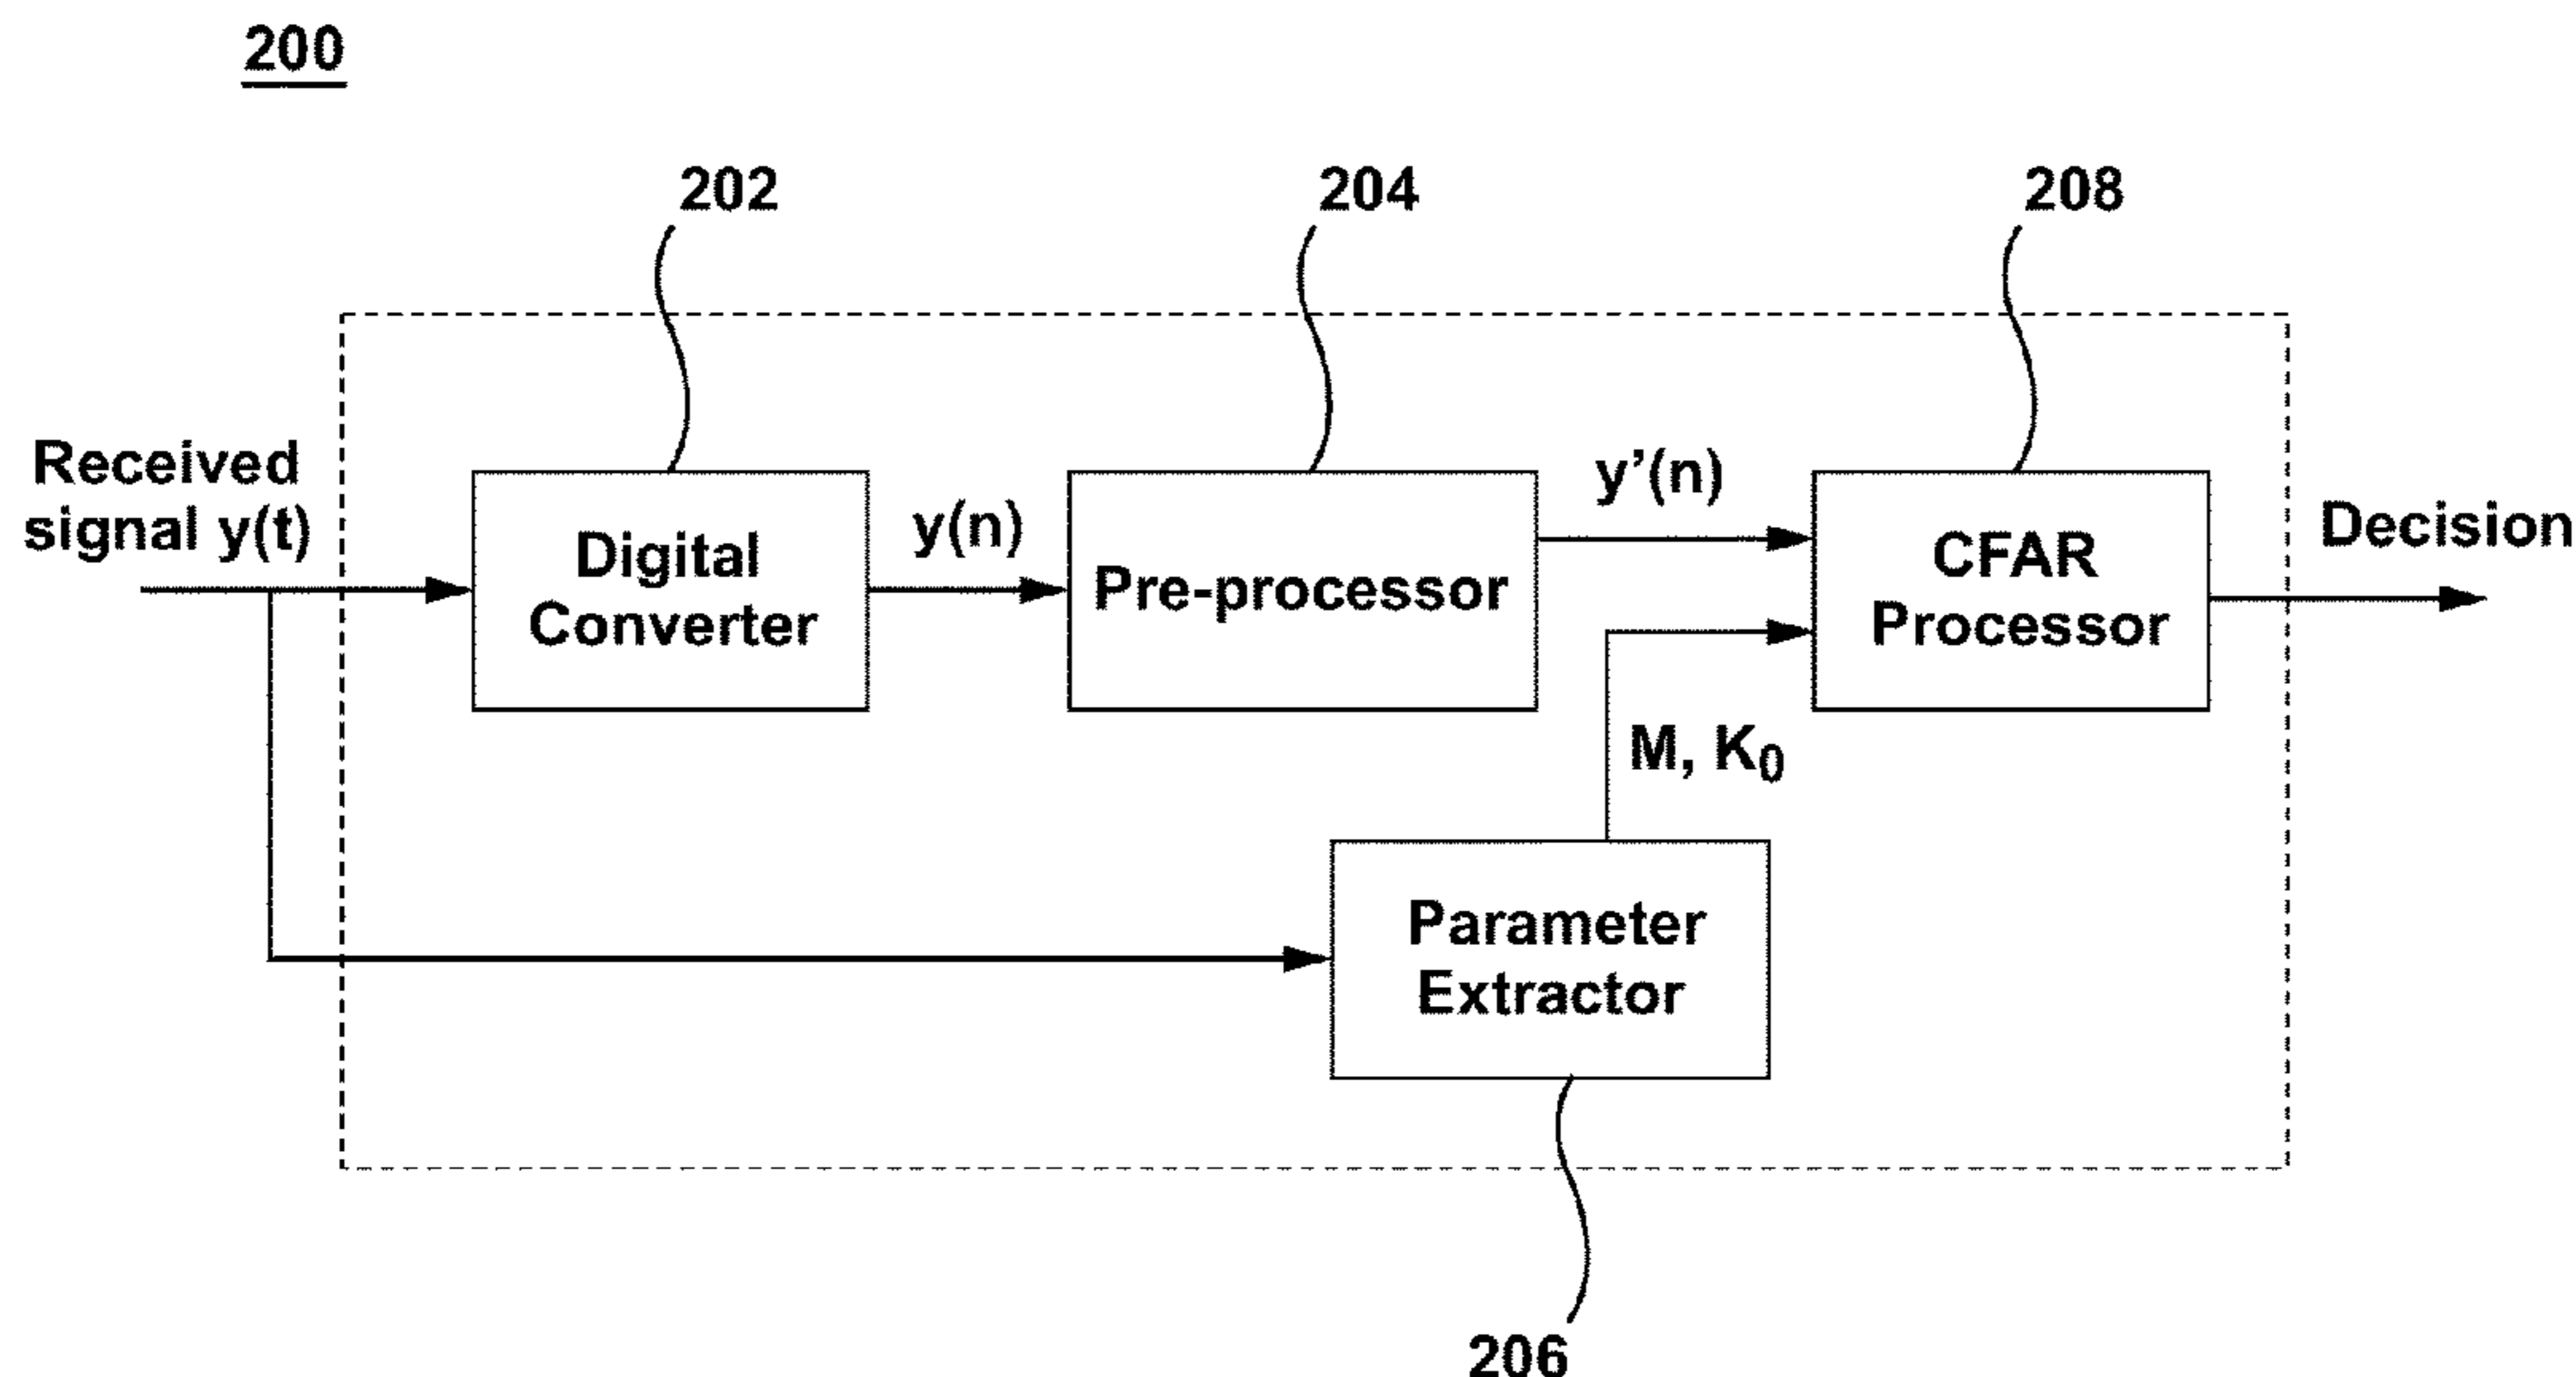 200
202
204
208
Received
signal y(t)
Digital
Converter
y(n)
Pre-processor
y’(n)
CFAR
Processor
Decision
M, K₀
Parameter
Extractor
206